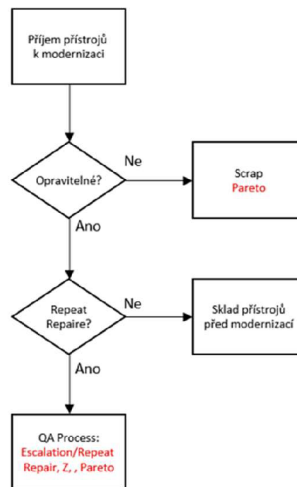 Příjem přístrojů
k modernizaci
Opravitelné?
Ne
Scrap
Pareto
Ano
Repeat
Repaire?
Ne
Sklad přístrojů
před modernizací
Ano
QA Process:
Escalation/Repeat
Repair, Z, , Pareto